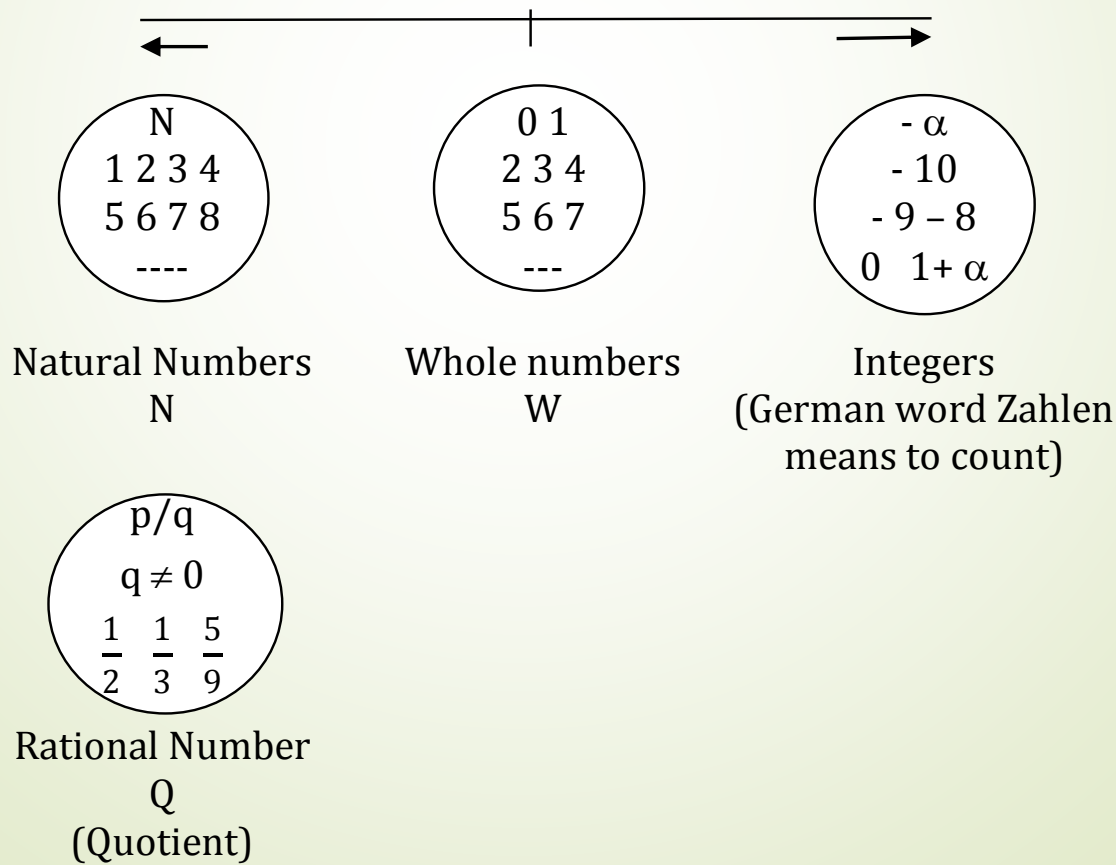 N
1 2 3 4
5 6 7 8
----
Natural Numbers
N
0 1
2 3 4
5 6 7
---
Whole numbers
W
- α
- 10
- 9 – 8
0 1+ α
Integers
(German word Zahlen
means to count)
p/q
q ≠ 0
1/2 1/3 5/9
Rational Number
Q
(Quotient)